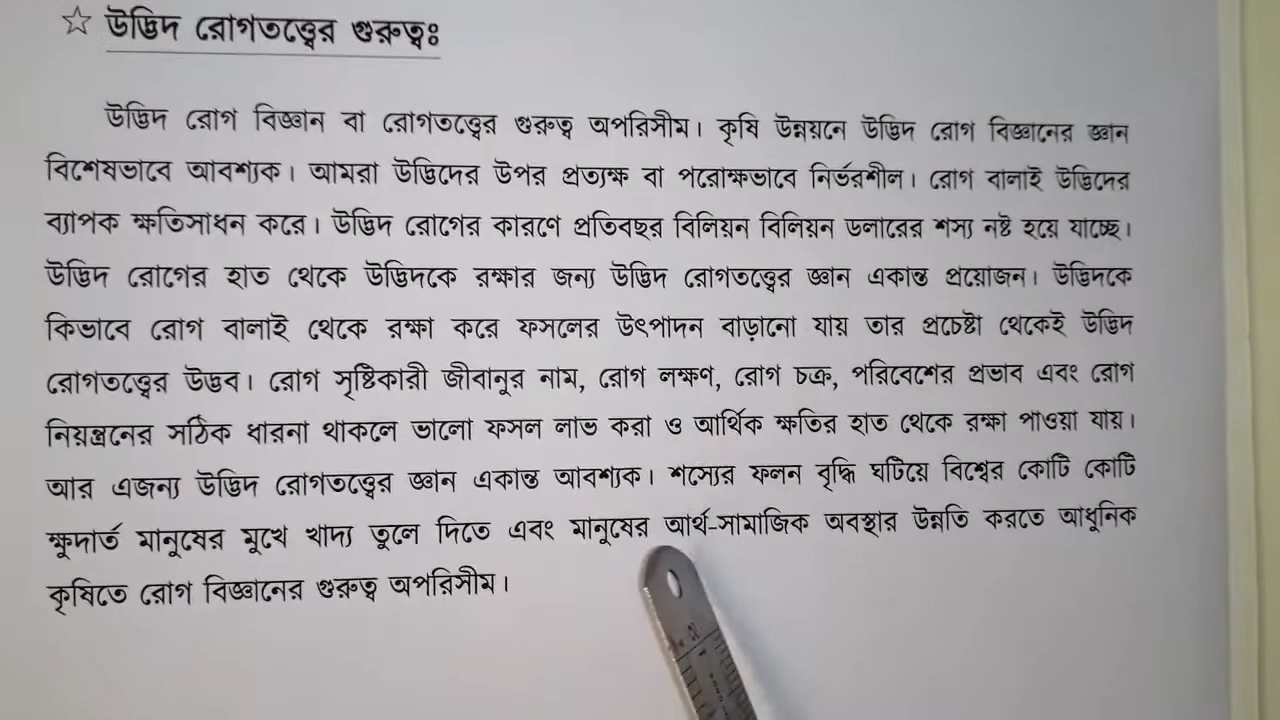 ☆ উদ্ভিদ রোগতত্ত্বের গুরুত্বঃ
উদ্ভিদ রোগ বিজ্ঞান বা রোগতত্ত্বের গুরুত্ব অপরিসীম। কৃষি উন্নয়নে উদ্ভিদ রোগ বিজ্ঞানের জ্ঞান
বিশেষভাবে আবশ্যক। আমরা উদ্ভিদের উপর প্রত্যক্ষ বা পরোক্ষভাবে নির্ভরশীল। রোগ বালাই উদ্ভিদের
ব্যাপক ক্ষতিসাধন করে। উদ্ভিদ রোগের কারণে প্রতিবছর বিলিয়ন বিলিয়ন ডলারের শস্য নষ্ট হয়ে যাচ্ছে।
উদ্ভিদ রোগের হাত থেকে উদ্ভিদকে রক্ষার জন্য উদ্ভিদ রোগতত্ত্বের জ্ঞান একান্ত প্রয়োজন। উদ্ভিদকে
কিভাবে রোগ বালাই থেকে রক্ষা করে ফসলের উৎপাদন বাড়ানো যায় তার প্রচেষ্টা থেকেই উদ্ভিদ
রোগতত্ত্বের উদ্ভব। রোগ সৃষ্টিকারী জীবানুর নাম, রোগ লক্ষণ, রোগ চক্র, পরিবেশের প্রভাব এবং রোগ
নিয়ন্ত্রনের সঠিক ধারনা থাকলে ভালো ফসল লাভ করা ও আর্থিক ক্ষতির হাত থেকে রক্ষা পাওয়া যায়।
আর এজন্য উদ্ভিদ রোগতত্ত্বের জ্ঞান একান্ত আবশ্যক। শস্যের ফলন বৃদ্ধি ঘটিয়ে বিশ্বের কোটি কোটি
ক্ষুদার্ত মানুষের মুখে খাদ্য তুলে দিতে এবং মানুষের আর্থ-সামাজিক অবস্থার উন্নতি করতে আধুনিক
কৃষিতে রোগ বিজ্ঞানের গুরুত্ব অপরিসীম।